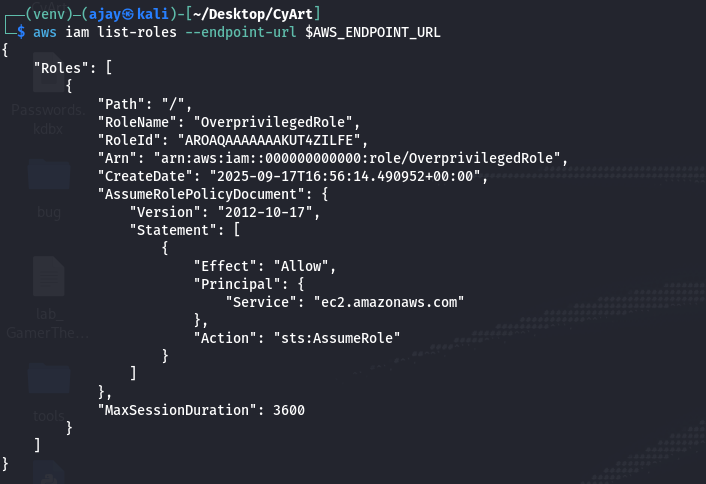 ┌──(venv)─(ajay㉿kali)-[~/Desktop/CyArt]
└─$ aws iam list-roles --endpoint-url $AWS_ENDPOINT_URL
{
    "Roles": [
        {
            "Path": "/",
            "RoleName": "OverprivilegedRole",
            "RoleId": "AROAQAAAAAAAKUT4ZILFE",
            "Arn": "arn:aws:iam::000000000000:role/OverprivilegedRole",
            "CreateDate": "2025-09-17T16:56:14.490952+00:00",
            "AssumeRolePolicyDocument": {
                "Version": "2012-10-17",
                "Statement": [
                    {
                        "Effect": "Allow",
                        "Principal": {
                            "Service": "ec2.amazonaws.com"
                        },
                        "Action": "sts:AssumeRole"
                    }
                ]
            },
            "MaxSessionDuration": 3600
        }
    ]
}
Passwords.
kdbx
bug
lab_
GamerThe...
tools